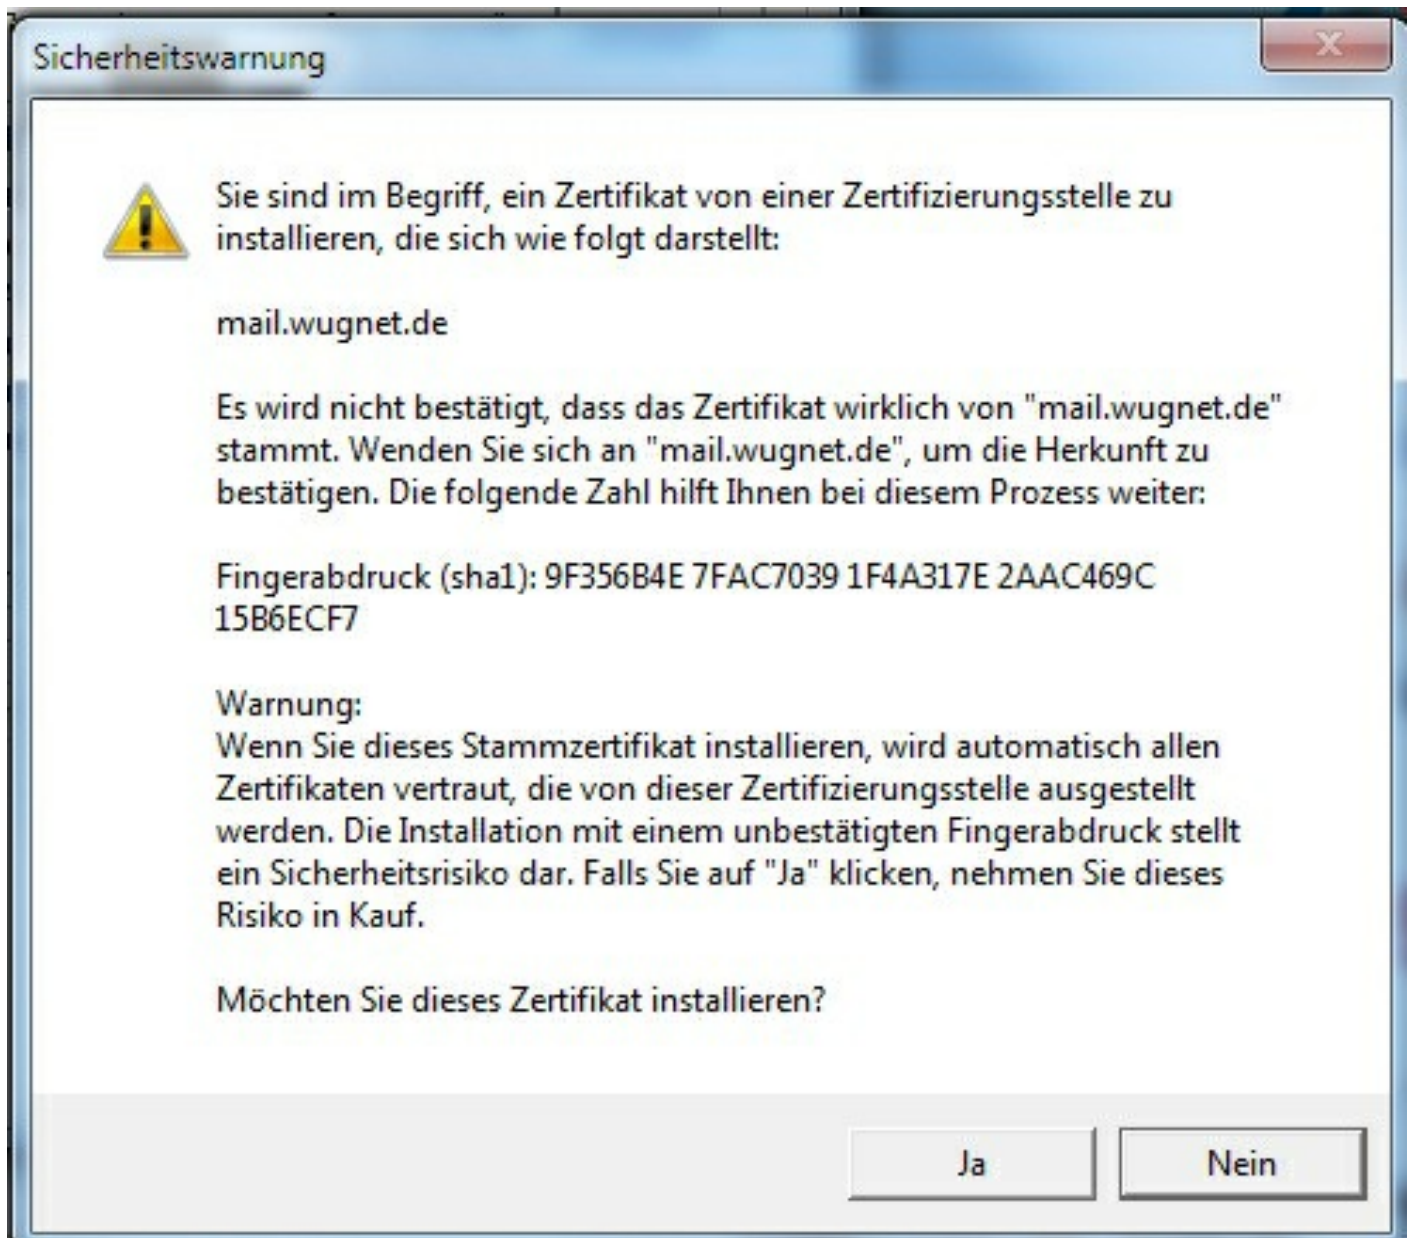 Sicherheitswarnung
Sie sind im Begriff, ein Zertifikat von einer Zertifizierungsstelle zu
installieren, die sich wie folgt darstellt:
mail.wugnet.de
Es wird nicht bestätigt, dass das Zertifikat wirklich von "mail.wugnet.de"
stammt. Wenden Sie sich an "mail.wugnet.de", um die Herkunft zu
bestätigen. Die folgende Zahl hilft Ihnen bei diesem Prozess weiter:
Fingerabdruck (sha1): 9F356B4E 7FAC7039 1F4A317E 2AAC469C
15B6ECF7
Warnung:
Wenn Sie dieses Stammzertifikat installieren, wird automatisch allen
Zertifikaten vertraut, die von dieser Zertifizierungsstelle ausgestellt
werden. Die Installation mit einem unbestätigten Fingerabdruck stellt
ein Sicherheitsrisiko dar. Falls Sie auf "Ja" klicken, nehmen Sie dieses
Risiko in Kauf.
Möchten Sie dieses Zertifikat installieren?
Ja
Nein